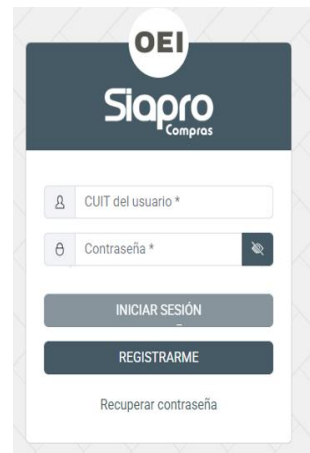 OEI
Siapro
Compras
CUIT del usuario *
Contraseña *
INICIAR SESIÓN
REGISTRARME
Recuperar contraseña